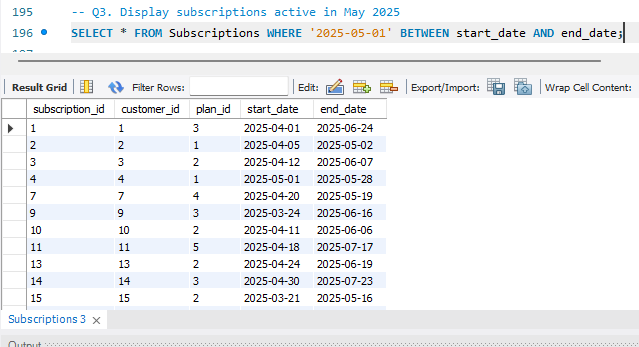 195 -- Q3. Display subscriptions active in May 2025
196 SELECT * FROM Subscriptions WHERE '2025-05-01' BETWEEN start_date AND end_date;
Result Grid Filter Rows: Edit: Export/Import: Wrap Cell Content:
subscription_id customer_id plan_id start_date end_date
1 1 3 2025-04-01 2025-06-24
2 2 1 2025-04-05 2025-05-02
3 3 2 2025-04-12 2025-06-07
4 4 1 2025-05-01 2025-05-28
7 7 4 2025-04-20 2025-05-19
9 9 3 2025-03-24 2025-06-16
10 10 2 2025-04-11 2025-06-06
11 11 5 2025-04-18 2025-07-17
13 13 2 2025-04-24 2025-06-19
14 14 3 2025-04-30 2025-07-23
15 15 2 2025-03-21 2025-05-16
Subscriptions 3
Output